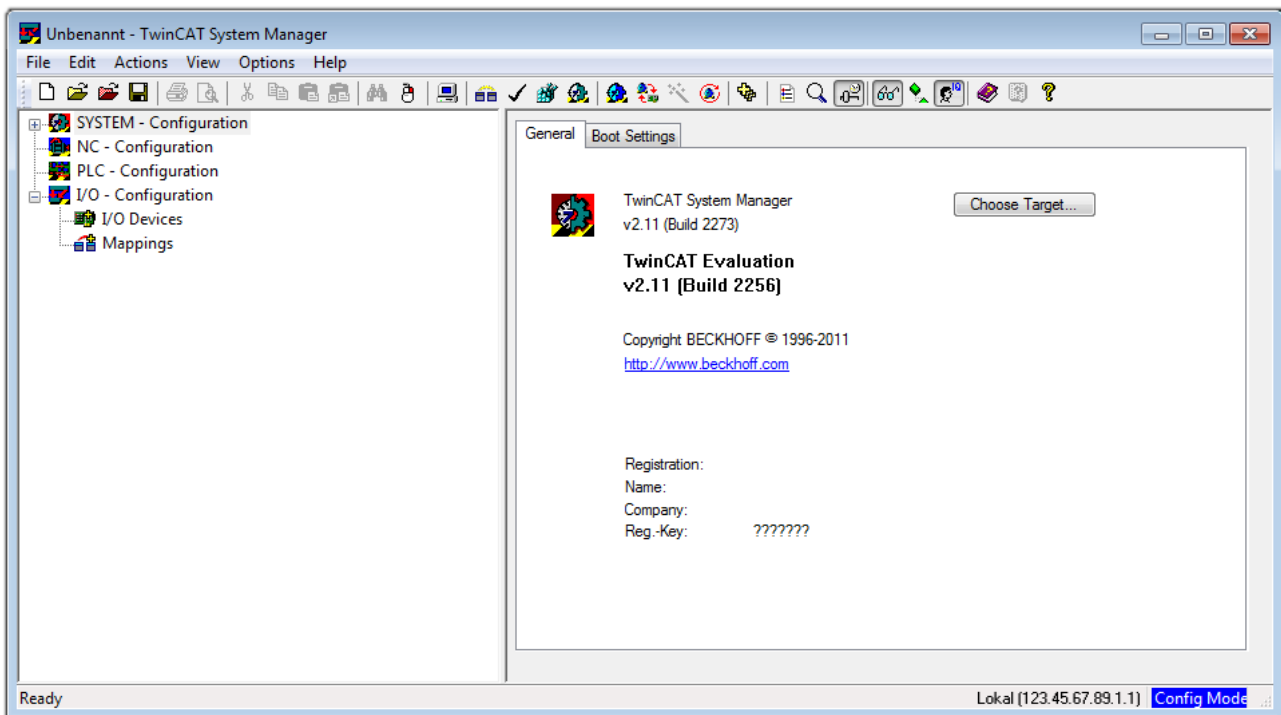 Unbenannt - TwinCAT System Manager
File Edit Actions View Options Help
SYSTEM - Configuration
NC - Configuration
PLC - Configuration
I/O - Configuration
I/O Devices
Mappings
General Boot Settings
TwinCAT System Manager
v2.11 (Build 2273)
Choose Target...
TwinCAT Evaluation
v2.11 (Build 2256)
Copyright BECKHOFF © 1996-2011
http://www.beckhoff.com
Registration:
Name:
Company:
Reg.-Key: ???????
Ready Lokal (123.45.67.89.1.1) Config Mode